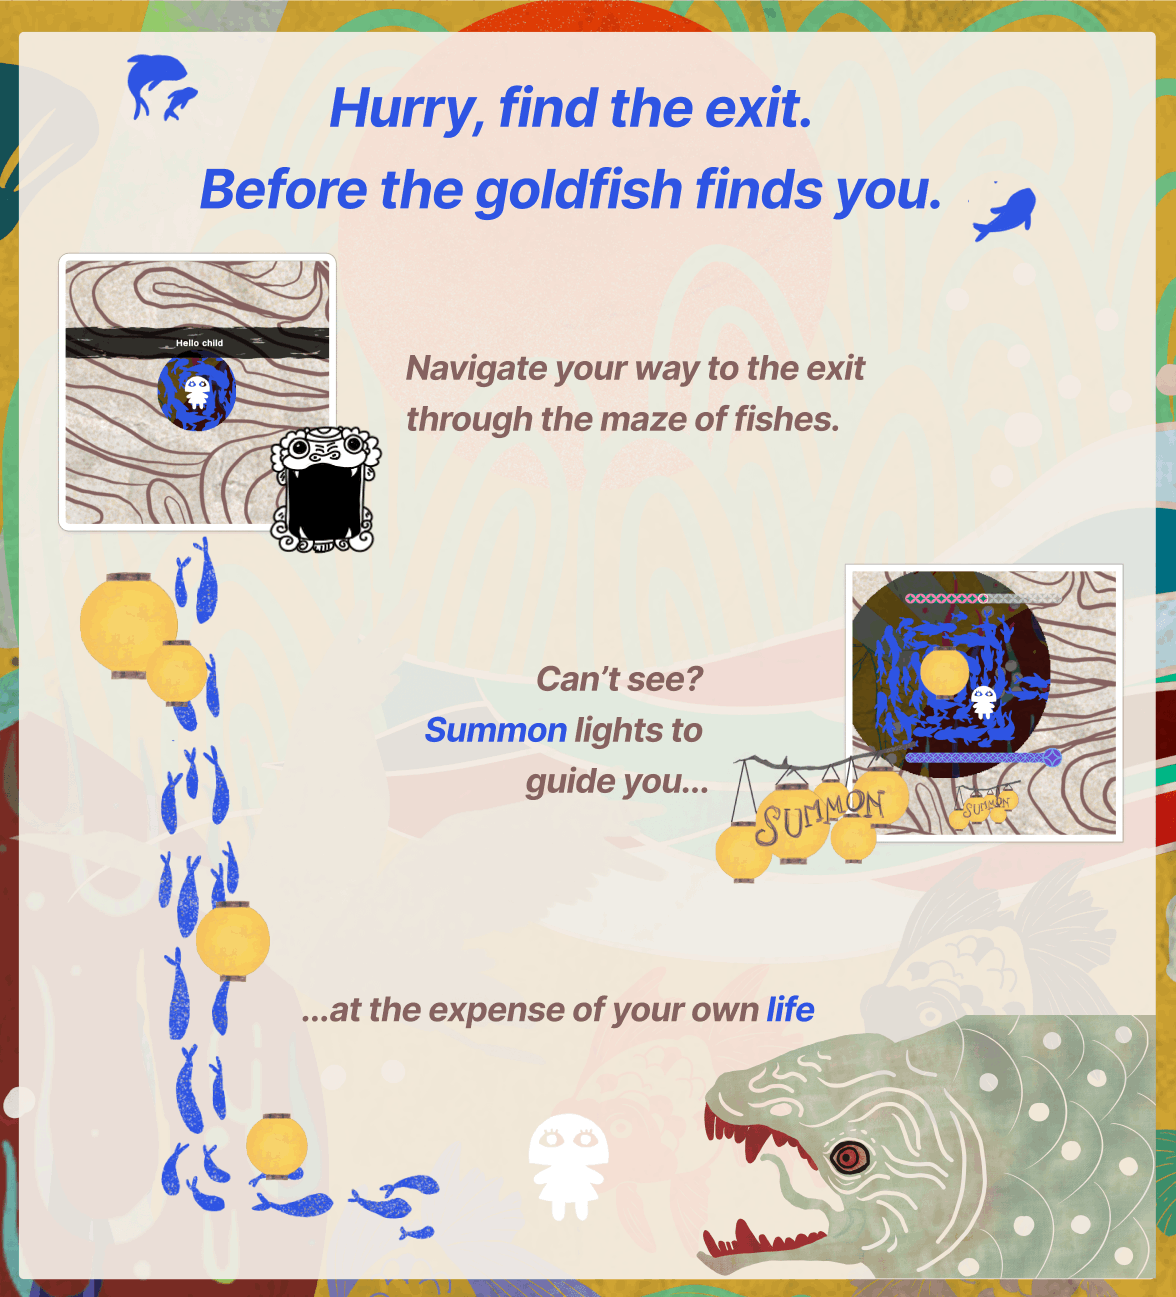 Hurry, find the exit.
Before the goldfish finds you.
Hello child
Navigate your way to the exit
through the maze of fishes.
Can’t see?
Summon lights to
guide you...
SUMMON
SUMMON
...at the expense of your own life